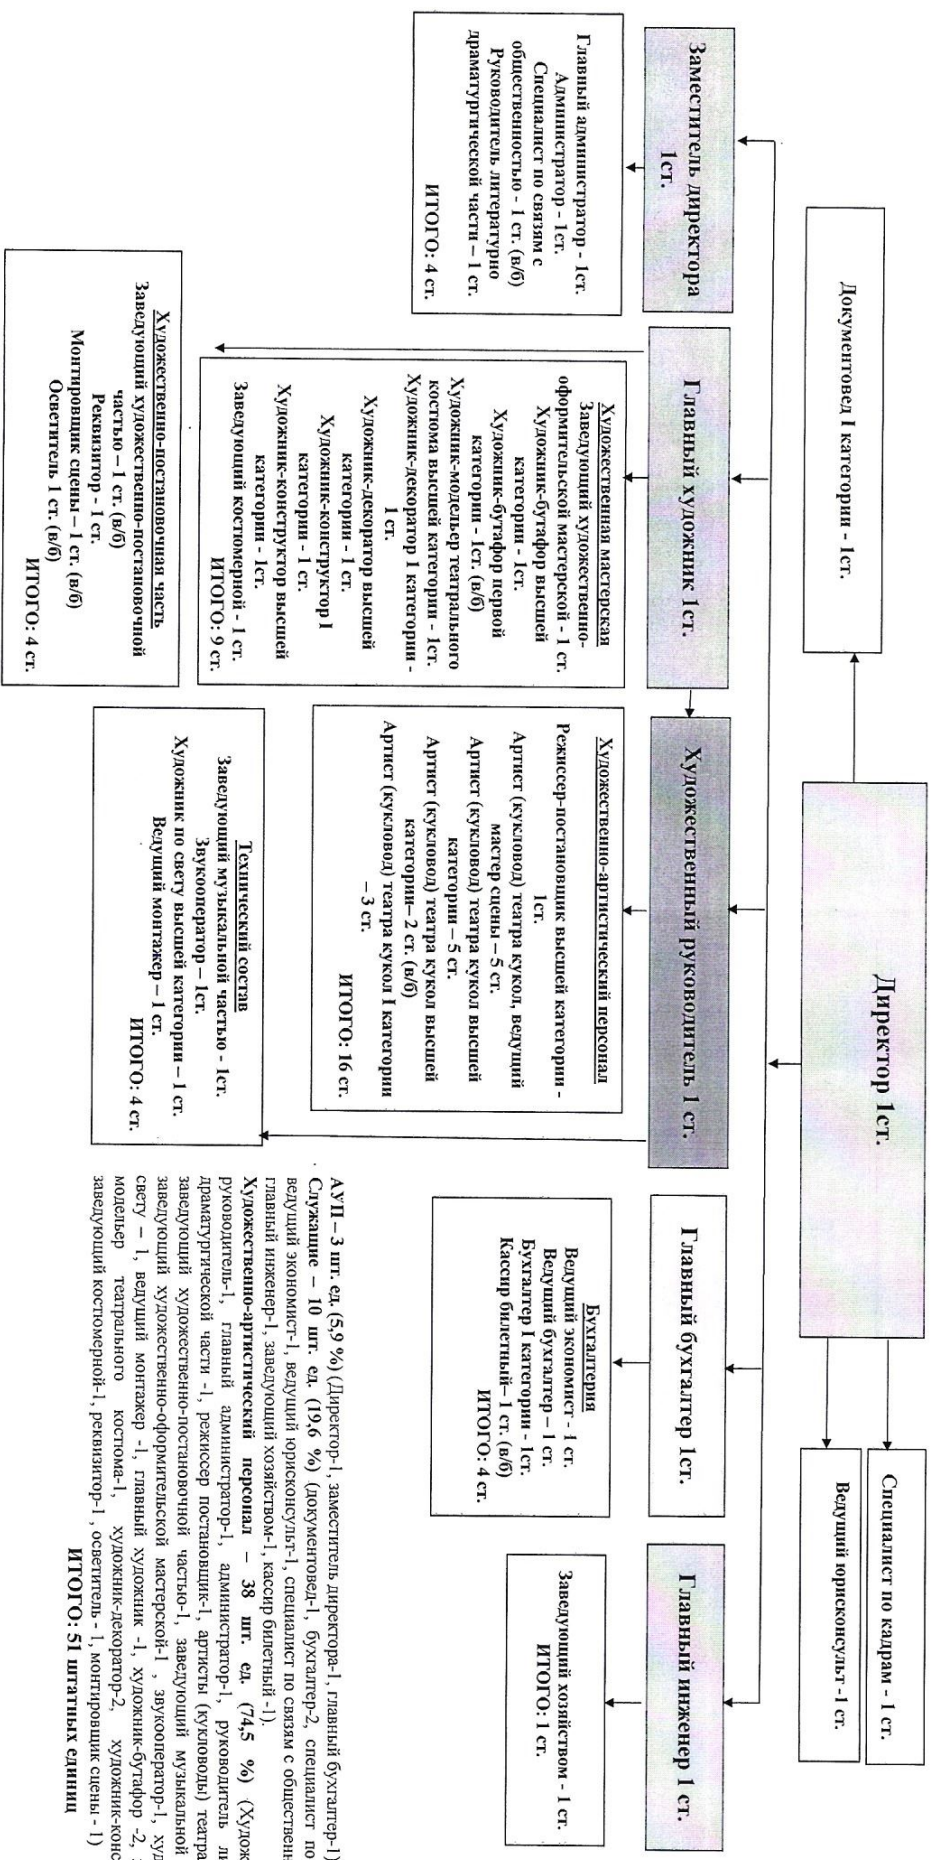 Директор 1ст.
Документовед I категории - 1ст.
Специалист по кадрам - 1 ст.
Ведущий юрисконсульт -1 ст.
Заместитель директора
1ст.
Главный художник 1ст.
Художественный руководитель 1 ст.
Главный бухгалтер 1ст.
Главный инженер 1 ст.
Главный администратор - 1ст.
Администратор - 1ст.
Специалист по связям с
общественностью - 1 ст. (в/б)
Руководитель литературно
драматургической части – 1 ст.
ИТОГО: 4 ст.
Художественная мастерская
Заведующий художественно-
оформительской мастерской - 1 ст.
Художник-бутафор высшей
категории - 1ст.
Художник-бутафор первой
категории - 1ст. (в/б)
Художник-модельер театрального
костюма высшей категории - 1ст.
Художник-декоратор I категории -
1 ст.
Художник-декоратор высшей
категории - 1 ст.
Художник-конструктор I
категории - 1 ст.
Художник-конструктор высшей
категории - 1ст.
Заведующий костюмерной - 1 ст.
ИТОГО: 9 ст.
Художественно-постановочная часть
Заведующий художественно-постановочной
частью – 1 ст. (в/б)
Реквизитор - 1 ст.
Монтировщик сцены – 1 ст. (в/б)
Осветитель 1 ст. (в/б)
ИТОГО: 4 ст.
Художественно-артистический персонал
Режиссер-постановщик высшей категории -
1ст.
Артист (кукловод) театра кукол, ведущий
мастер сцены – 5 ст.
Артист (кукловод) театра кукол высшей
категории – 5 ст.
Артист (кукловод) театра кукол высшей
категории– 2 ст. (в/б)
Артист (кукловод) театра кукол I категории
– 3 ст.
ИТОГО: 16 ст.
Технический состав
Заведующий музыкальной частью - 1ст.
Звукооператор – 1ст.
Художник по свету высшей категории – 1 ст.
Ведущий монтажер – 1 ст.
ИТОГО: 4 ст.
Бухгалтерия
Ведущий экономист - 1 ст.
Ведущий бухгалтер – 1 ст.
Бухгалтер I категории - 1ст.
Кассир билетный– 1 ст. (в/б)
ИТОГО: 4 ст.
Заведующий хозяйством - 1 ст.
ИТОГО: 1 ст.
АУП – 3 шт. ед. (5,9 %) (Директор-1, заместитель директора-1, главный бухгалтер-1)
Служащие – 10 шт. ед. (19,6 %) (документовед-1, бухгалтер-2, специалист по
ведущий экономист-1, ведущий юрисконсульт-1, специалист по связям с общественн
главный инженер-1, заведующий хозяйством-1, кассир билетный -1).
Художественно-артистический персонал – 38 шт. ед. (74,5 %) (Худож
руководитель-1, главный администратор-1, администратор-1, руководитель ли
драматургической части -1, режиссер постановщик-1, артисты (кукловоды) театра
заведующий художественно-постановочной частью-1, заведующий музыкальной
заведующий художественно-оформительской мастерской-1 , звукооператор-1, худ
свету – 1, ведущий монтажер -1, главный художник -1, художник-бутафор -2,
модельер театрального костюма-1, художник-декоратор-2, художник-конс
заведующий костюмерной-1, реквизитор-1 , осветитель - 1, монтировщик сцены - 1)
ИТОГО: 51 штатных единиц